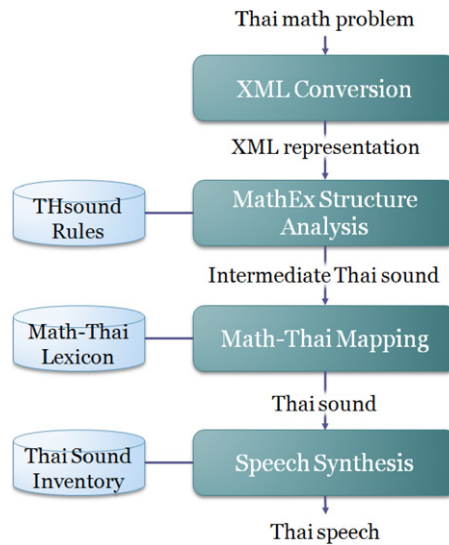 Thai math problem
XML Conversion
XML representation
THsound
Rules
MathEx Structure
Analysis
Intermediate Thai sound
Math-Thai
Lexicon
Math-Thai Mapping
Thai sound
Thai Sound
Inventory
Speech Synthesis
Thai speech